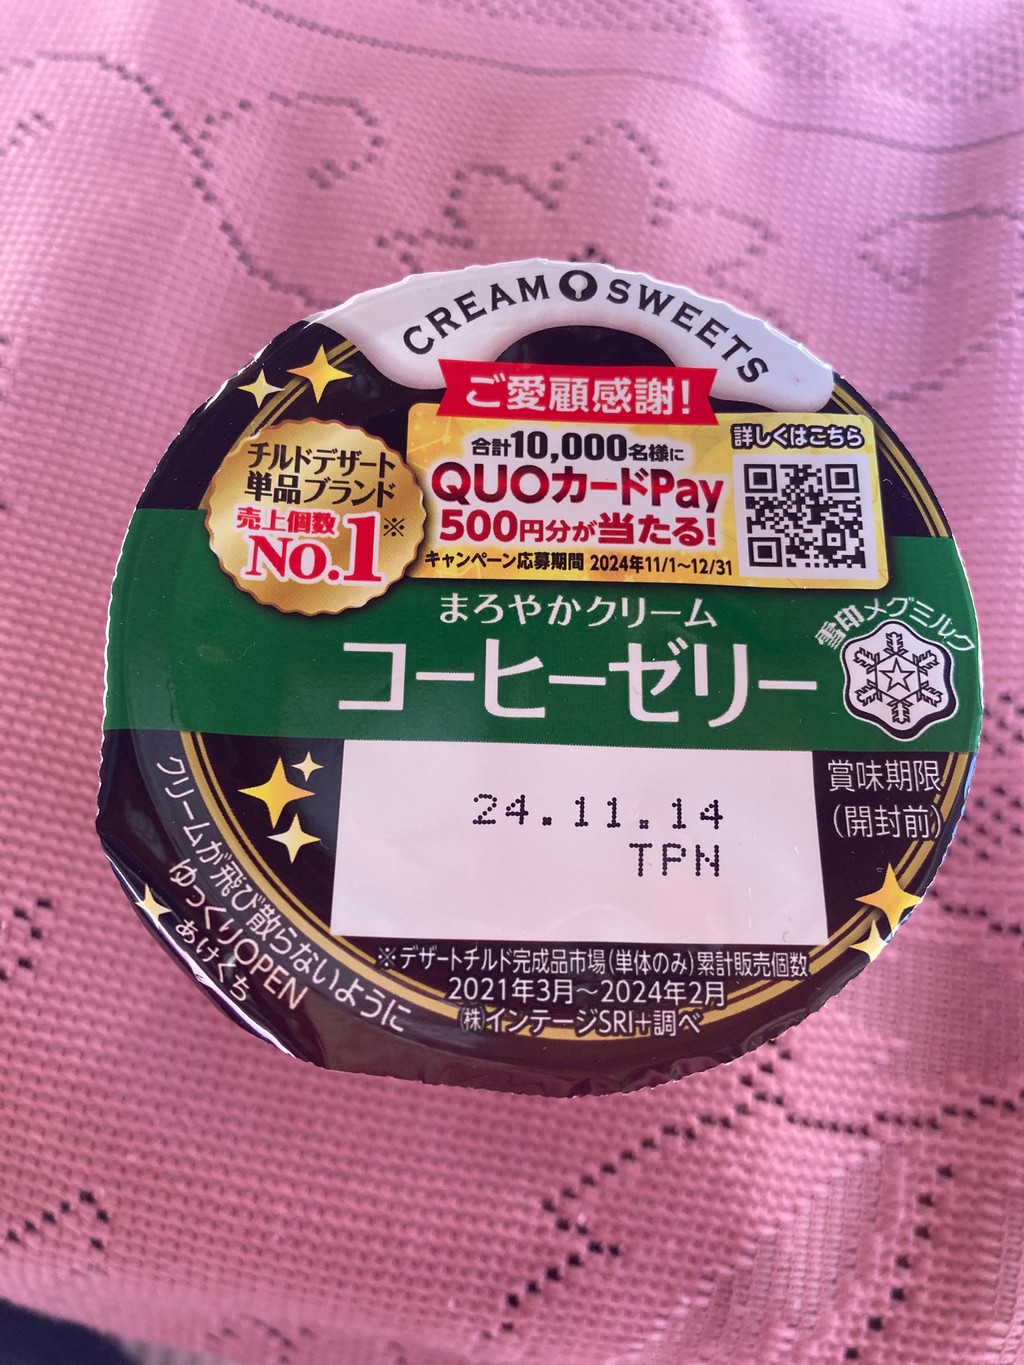 CREAM SWEETS
ご愛顧感謝!
合計10,000名様に
QUOカードPay
500円分が当たる!
キャンペーン応募期間 2024年11/1〜12/31
詳しくはこちら
チルドデザート
単品ブランド
売上個数※
No.1
まろやかクリーム
コーヒーゼリー
雪印メグミルク
賞味期限
(開封前)
24.11.14
TPN
クリームが飛び散らないように
ゆっくりOPEN
あけくち
※デザートチルド完成品市場(単体のみ)累計販売個数
2021年3月〜2024年2月
㈱インテージSRI+調べ